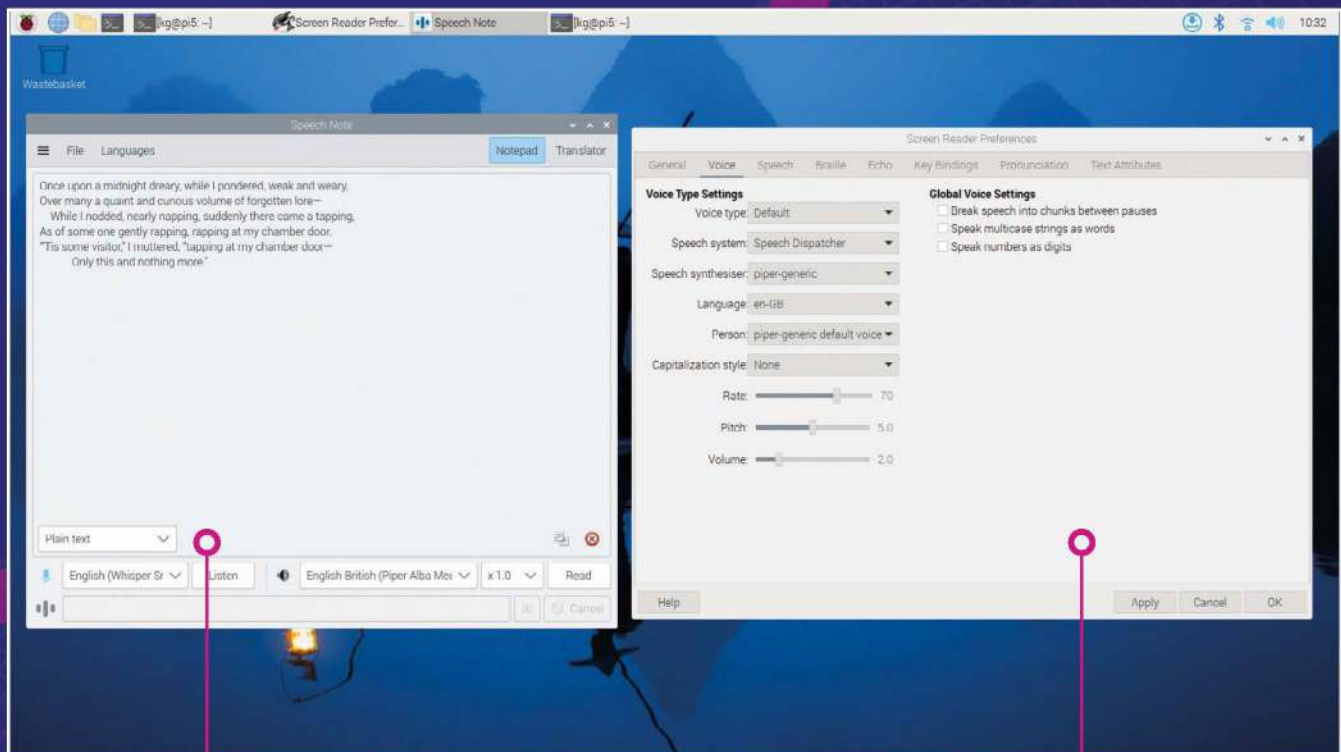 [kg@pi5: ~]
Screen Reader Prefer...
Speech Note
[kg@pi5: ~]
10:32
Wastebasket
Speech Note
File Languages
Notepad Translator
Once upon a midnight dreary, while I pondered, weak and weary,
Over many a quaint and curious volume of forgotten lore—
While I nodded, nearly napping, suddenly there came a tapping,
As of some one gently rapping, rapping at my chamber door.
"'Tis some visitor," I muttered, "tapping at my chamber door—
Only this and nothing more."
Plain text
English (Whisper Sr Listen English British (Piper Alba Mei x 1.0 Read
Cancel
Screen Reader Preferences
General Voice Speech Braille Echo Key Bindings Pronunciation Text Attributes
Voice Type Settings
Voice type: Default
Speech system: Speech Dispatcher
Speech synthesiser: piper-generic
Language: en-GB
Person: piper-generic default voice
Capitalization style: None
Rate: 70
Pitch: 5.0
Volume: 2.0
Global Voice Settings
Break speech into chunks between pauses
Speak multicase strings as words
Speak numbers as digits
Help Apply Cancel OK